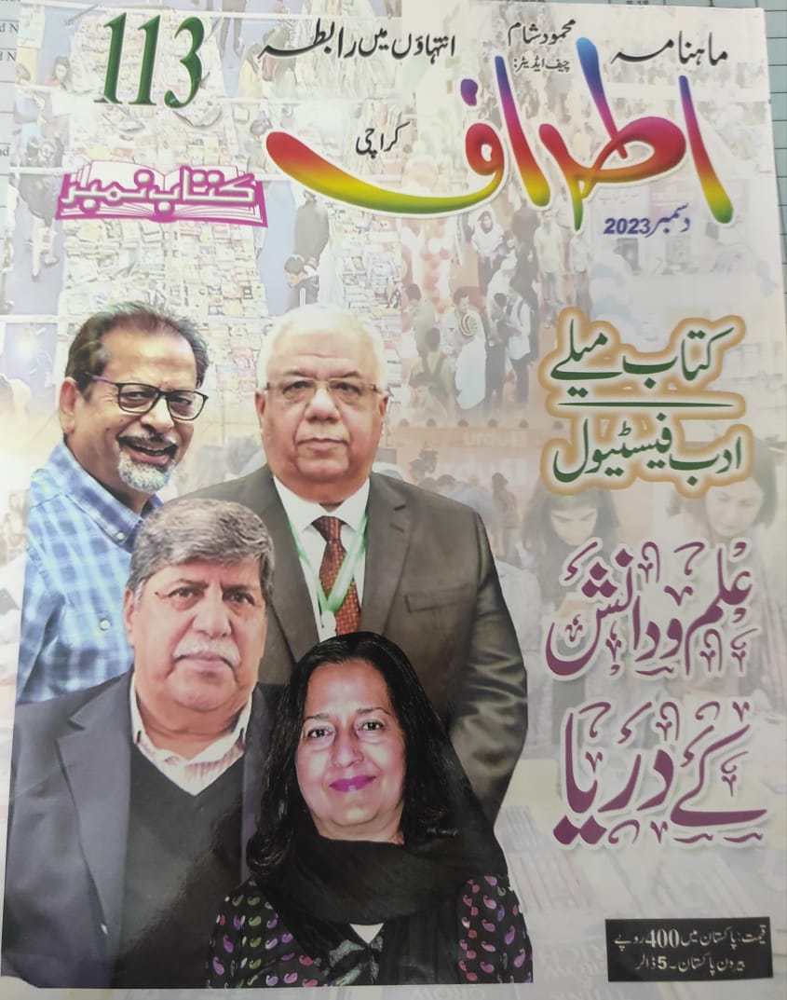 ماہنامہ
محمود شام
چیف ایڈیٹر:
انتہاؤں میں رابطہ
113
اطراف
کراچی
کتاب نمبر
دسمبر 2023
کتاب میلے
ادب فیسٹیول
علم و دانش
کے دریا
قیمت: پاکستان میں 400 روپے
بیرون پاکستان ۔ 5 ڈالر